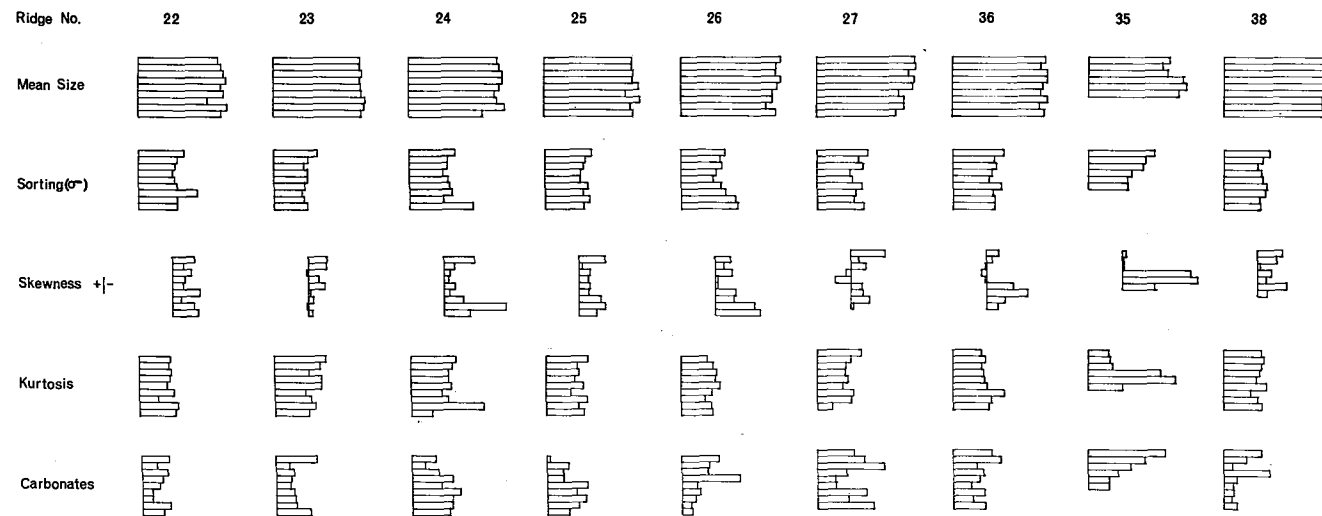 Ridge No. 22 23 24 25 26 27 36 35 38
Mean Size
Sorting(σ)
Skewness +|-
Kurtosis
Carbonates